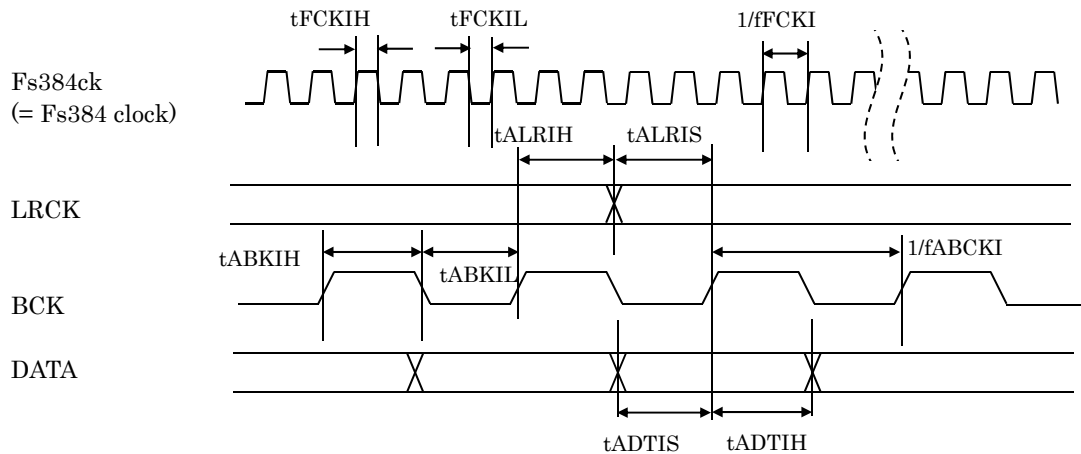 tFCKIH
tFCKIL
1/fFCKI
Fs384ck
(= Fs384 clock)
tALRIH
tALRIS
LRCK
tABKIH
tABKIL
1/fABCKI
BCK
DATA
tADTIS
tADTIH